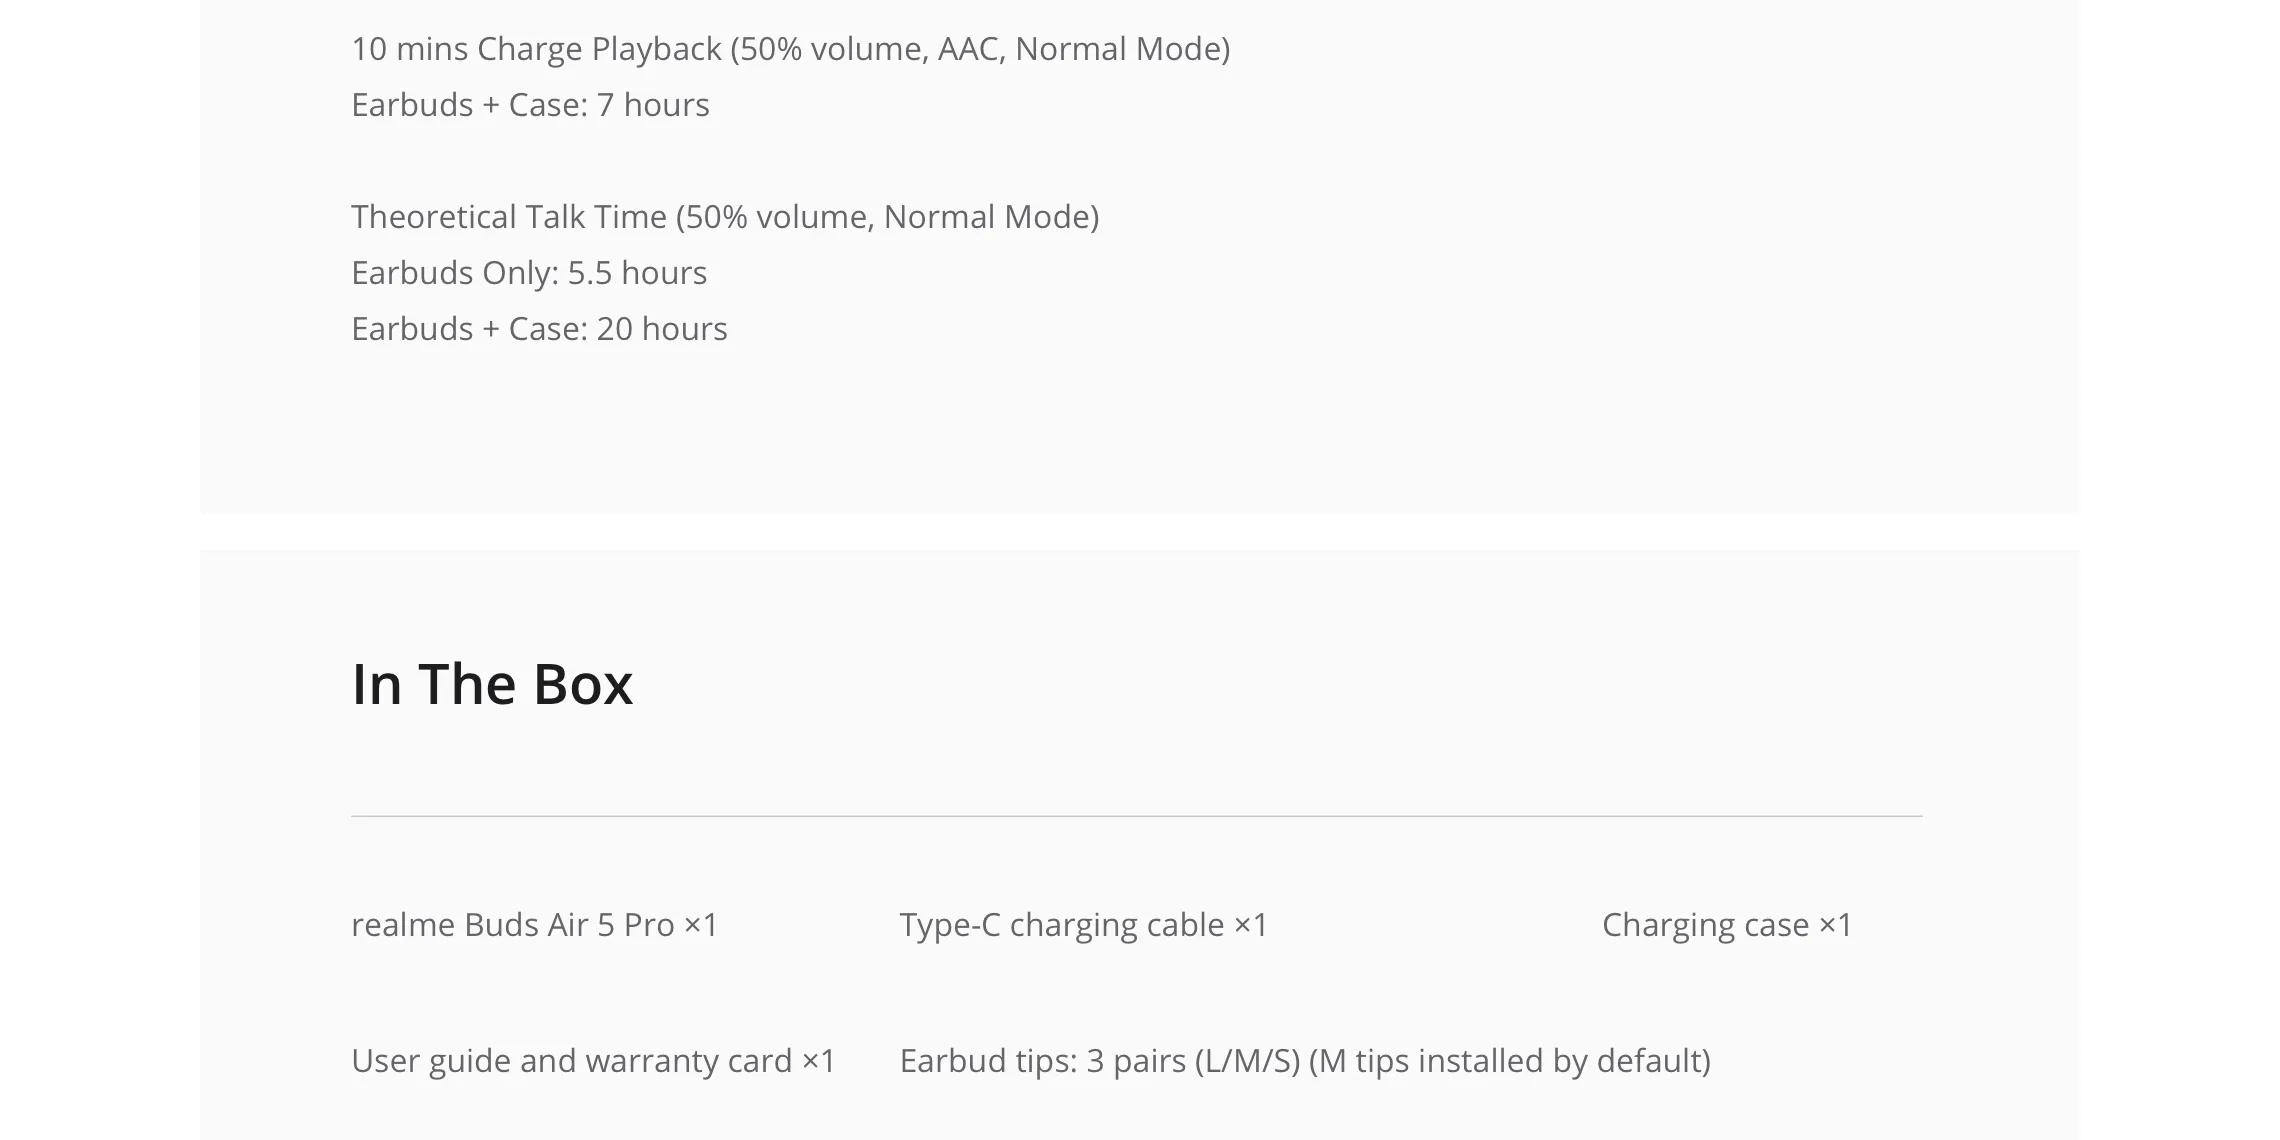 10 mins Charge Playback (50% volume, AAC, Normal Mode)
Earbuds + Case: 7 hours
Theoretical Talk Time (50% volume, Normal Mode)
Earbuds Only: 5.5 hours
Earbuds + Case: 20 hours
In The Box
realme Buds Air 5 Pro ×1
Type-C charging cable ×1
Charging case ×1
User guide and warranty card ×1
Earbud tips: 3 pairs (L/M/S) (M tips installed by default)